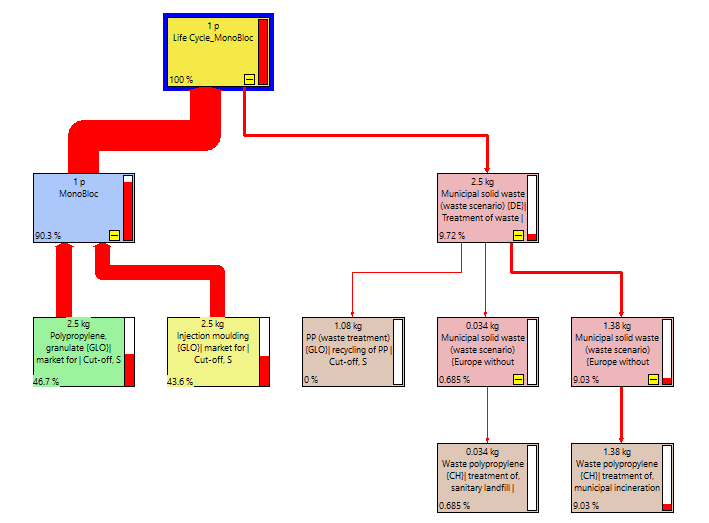 1 p
Life Cycle_MonoBloc
100 %
1 p
MonoBloc
90.3 %
2.5 kg
Municipal solid waste
(waste scenario) {DE}|
Treatment of waste |
9.72 %
2.5 kg
Polypropylene,
granulate {GLO}|
market for | Cut-off, S
46.7 %
2.5 kg
Injection moulding
{GLO}| market for |
Cut-off, S
43.6 %
1.08 kg
PP (waste treatment)
{GLO}| recycling of PP |
Cut-off, S
0 %
0.034 kg
Municipal solid waste
(waste scenario)
{Europe without
0.685 %
1.38 kg
Municipal solid waste
(waste scenario)
{Europe without
9.03 %
0.034 kg
Waste polypropylene
{CH}| treatment of,
sanitary landfill |
0.685 %
1.38 kg
Waste polypropylene
{CH}| treatment of,
municipal incineration
9.03 %